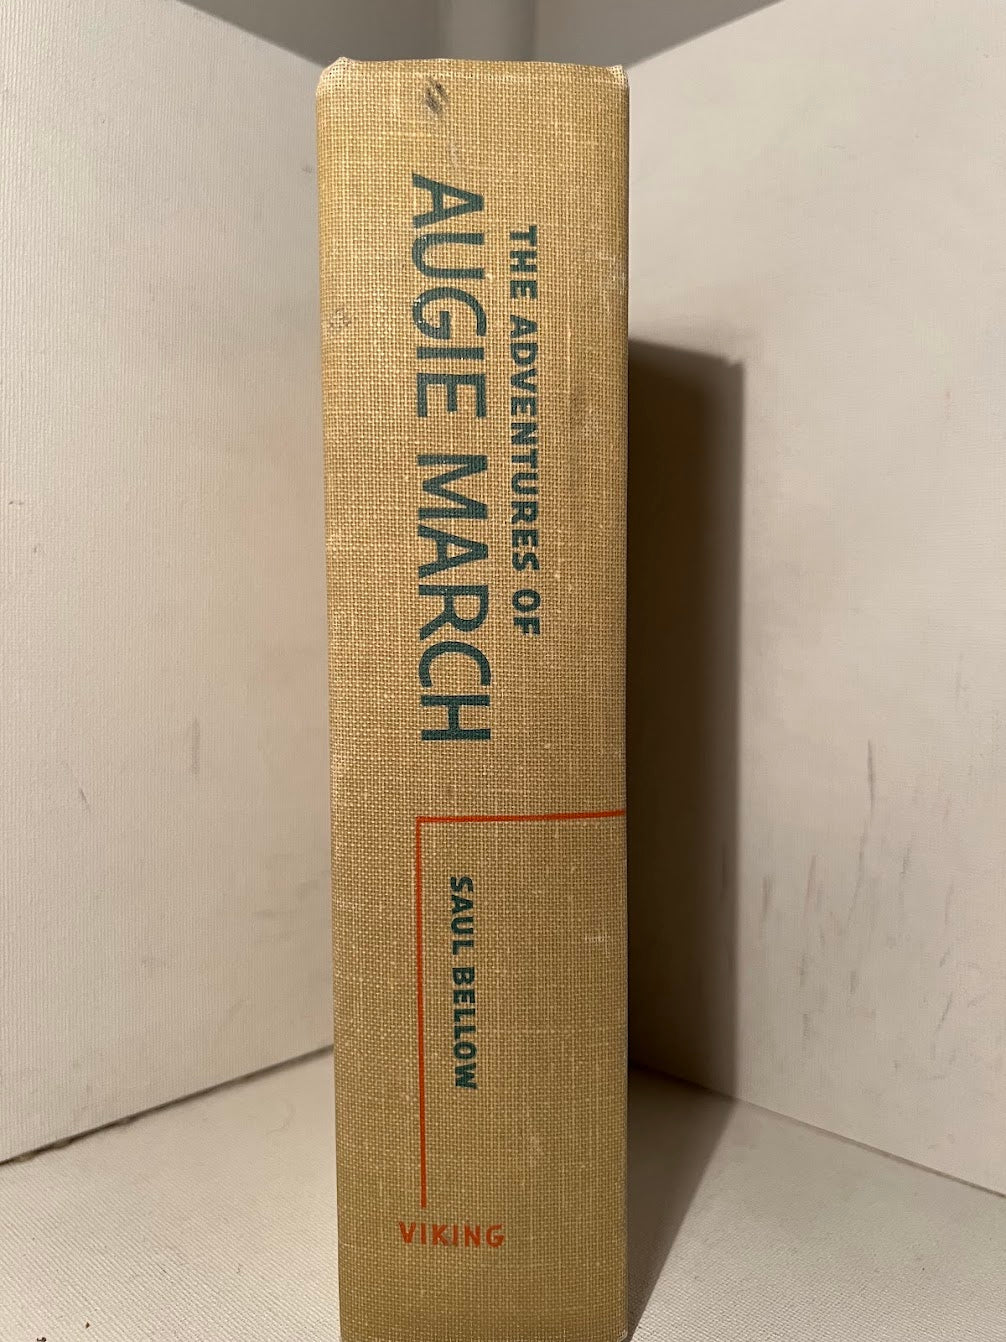 THE ADVENTURES OF
AUGIE MARCH
SAUL BELLOW
VIKING